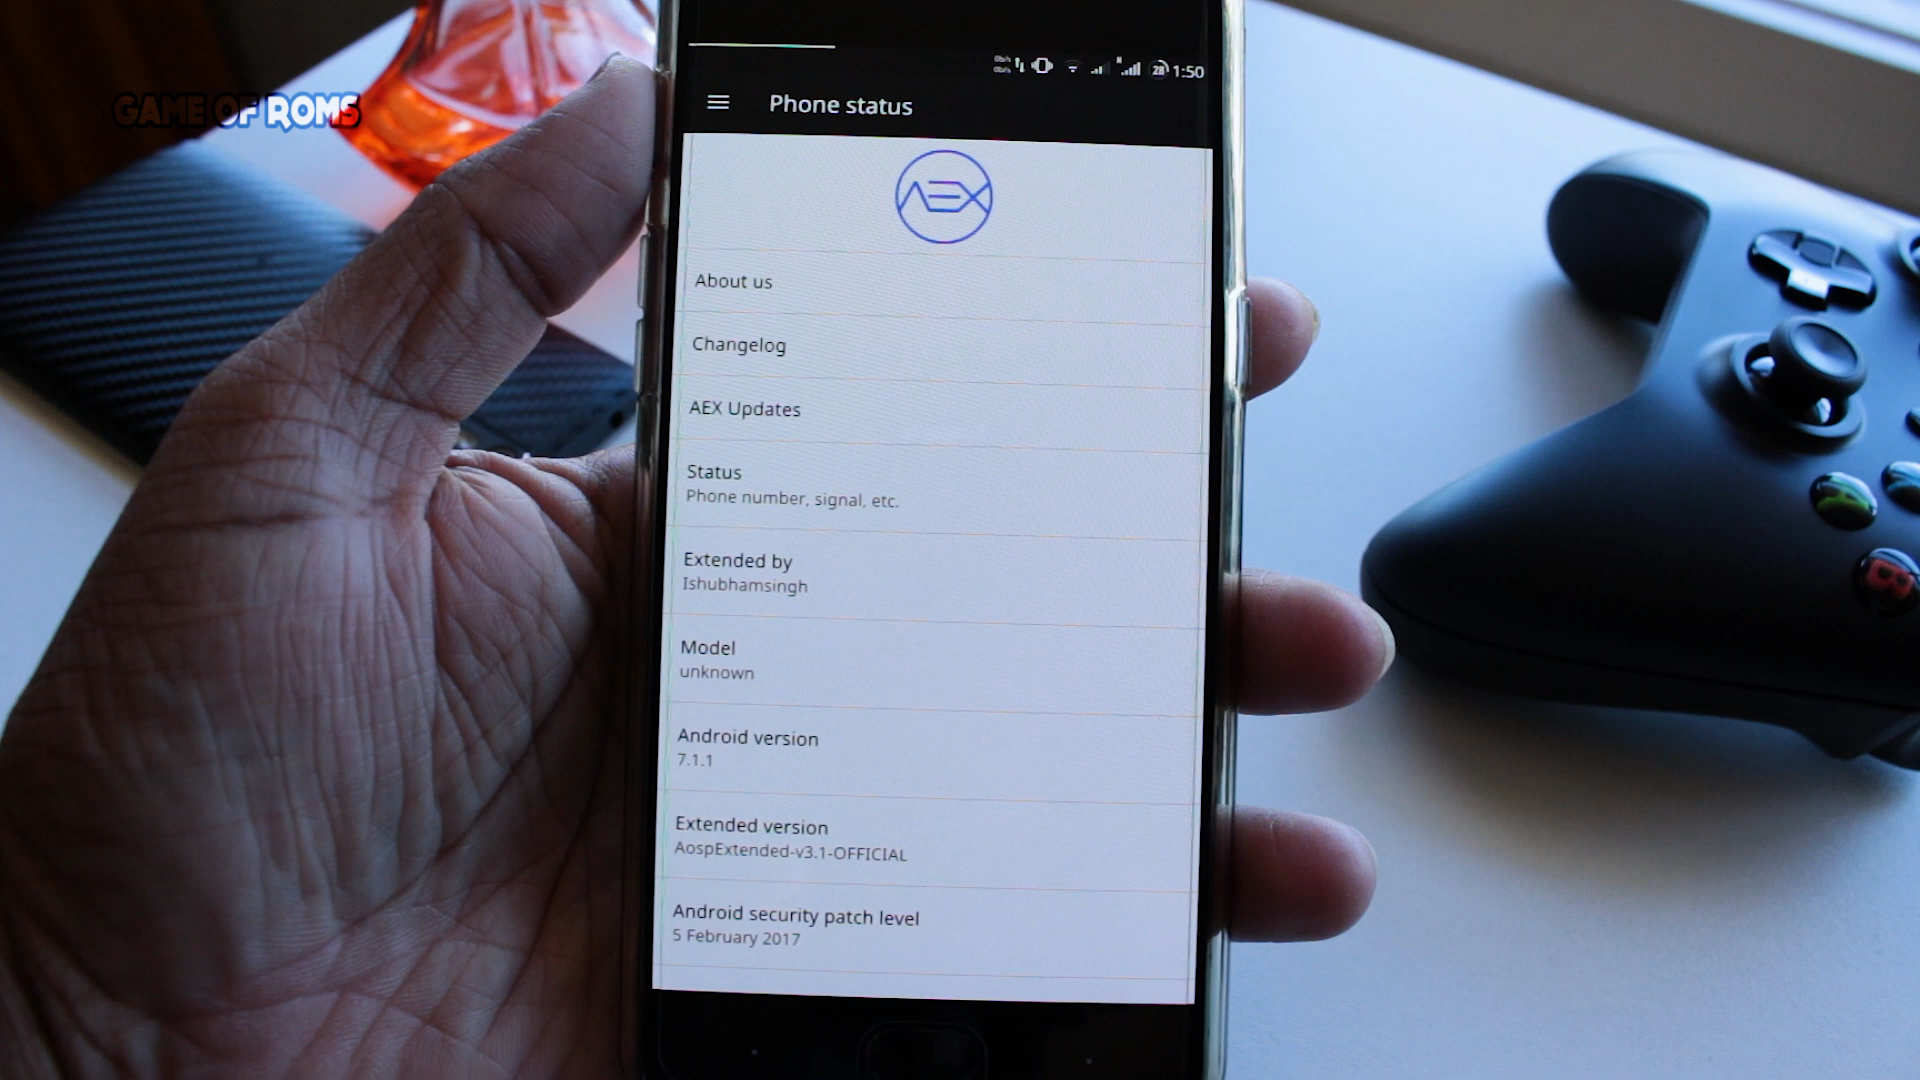 GAME OF ROMS
28 1:50
Phone status
AEX
About us
Changelog
AEX Updates
Status
Phone number, signal, etc.
Extended by
Ishubhamsingh
Model
unknown
Android version
7.1.1
Extended version
AospExtended-v3.1-OFFICIAL
Android security patch level
5 February 2017
B